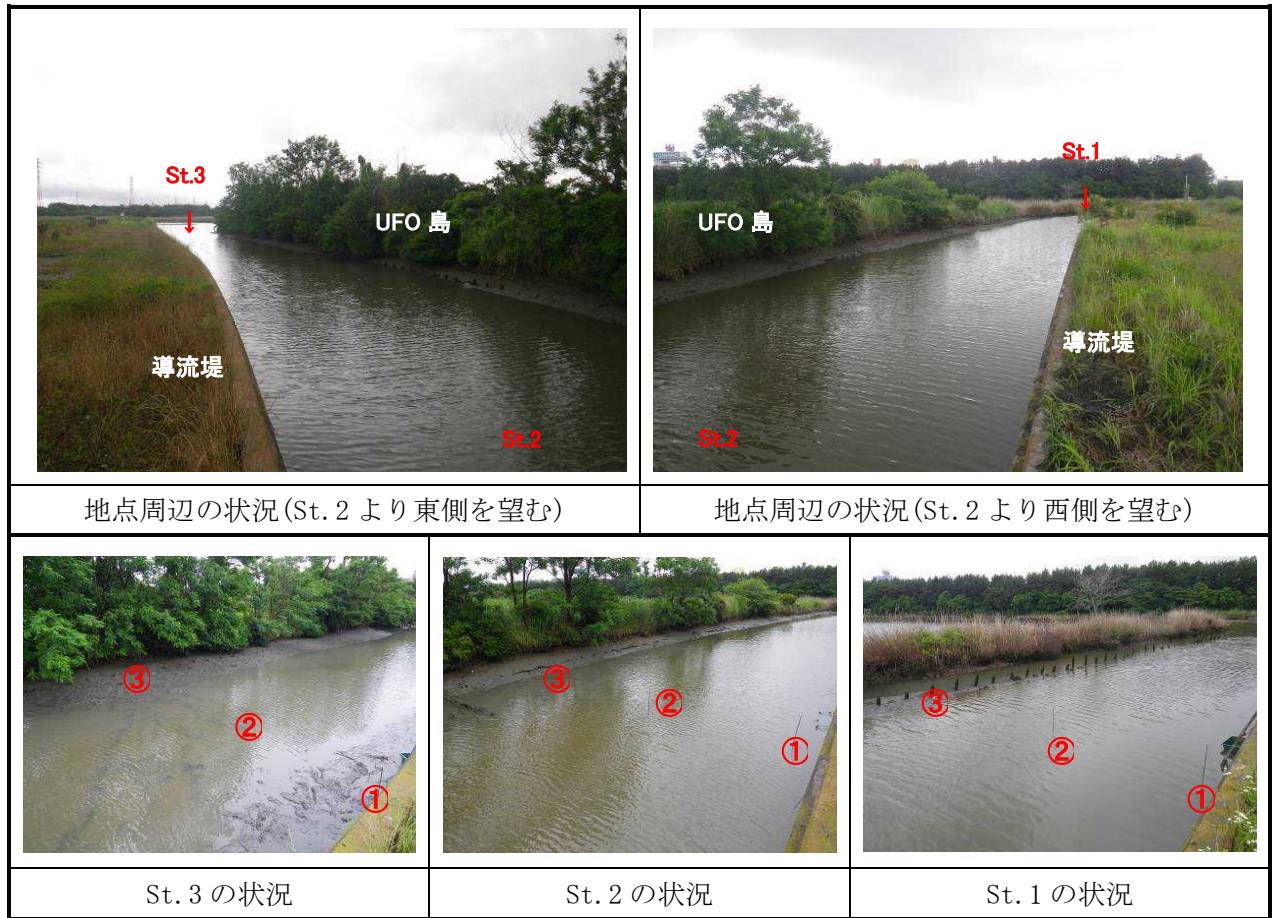 St.3
UFO 島
導流堤
St.2
St.1
UFO 島
導流堤
St.2
地点周辺の状況(St.2 より東側を望む)
地点周辺の状況(St.2 より西側を望む)
③
②
①
③
②
①
③
②
①
St.3 の状況
St.2 の状況
St.1 の状況